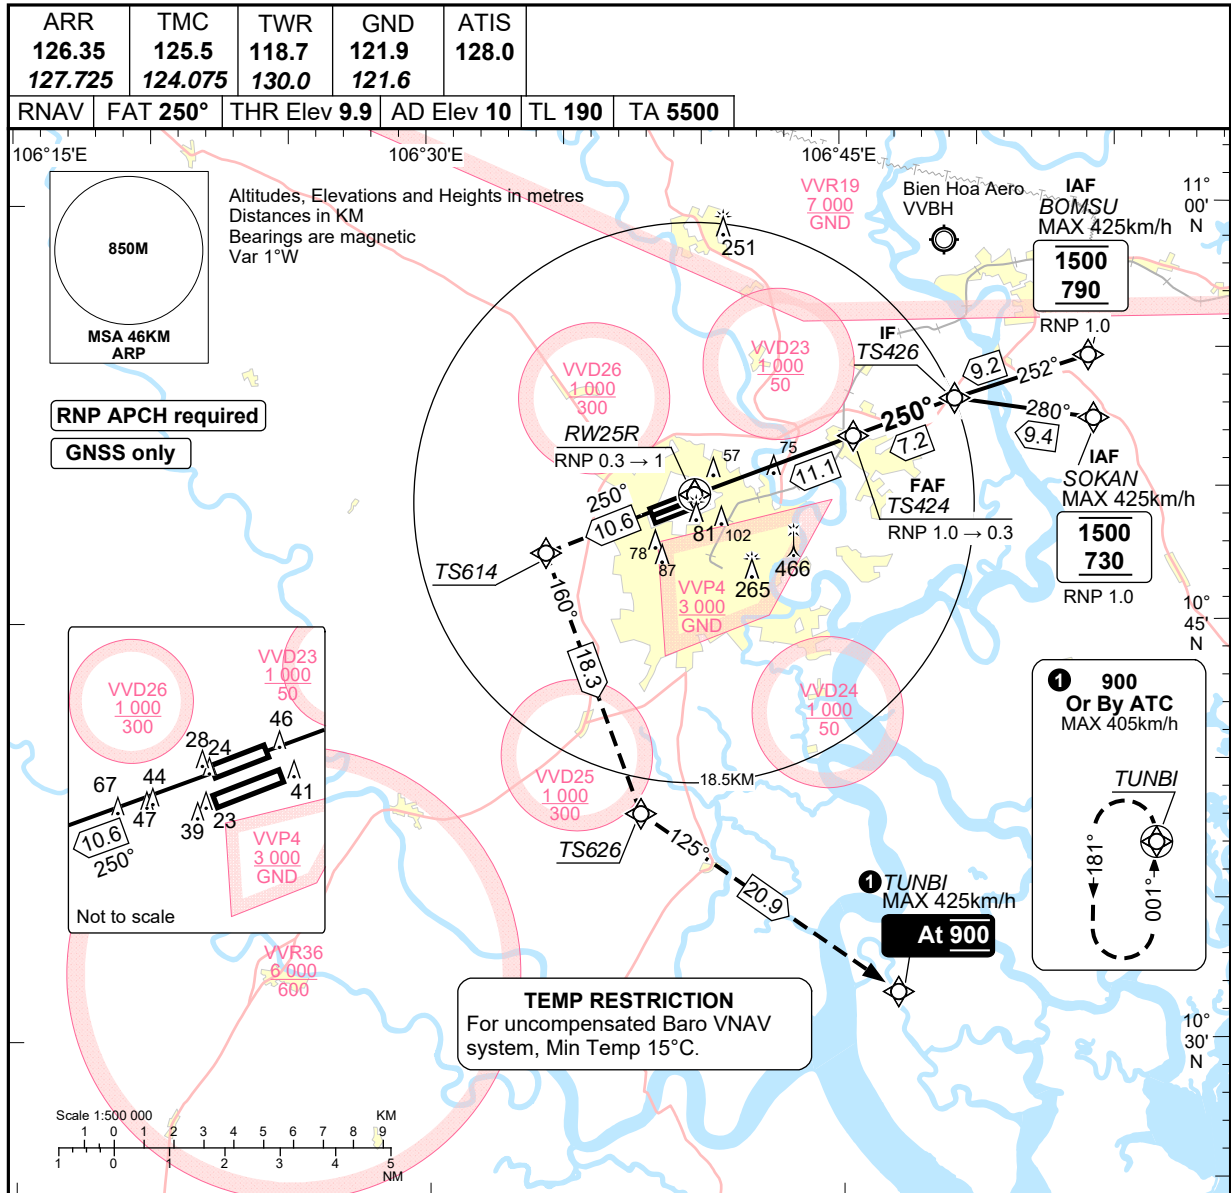 ARR TMC TWR GND ATIS
126.35 125.5 118.7 121.9 128.0
127.725 124.075 130.0 121.6
RNAV FAT 250° THR Elev 9.9 AD Elev 10 TL 190 TA 5500
106°15'E 106°30'E 106°45'E
11°
00'
N
850M
MSA 46KM
ARP
Altitudes, Elevations and Heights in metres
Distances in KM
Bearings are magnetic
Var 1°W
RNP APCH required
GNSS only
251
VVR19
7 000
GND
Bien Hoa Aero
VVBH
IAF
BOMSU
MAX 425km/h
1500
790
RNP 1.0
VVD26
1 000
300
VVD23
1 000
50
IF
TS426
9.2
252°
280°
9.4
250°
7.2
IAF
SOKAN
MAX 425km/h
1500
730
RNP 1.0
RW25R
RNP 0.3 → 1
57
75
11.1
FAF
TS424
RNP 1.0 → 0.3
250°
10.6
81
102
78
87
265
466
VVP4
3 000
GND
TS614
160°
18.3
10°
45'
N
VVD24
1 000
50
VVD25
1 000
300
18.5KM
TS626
125°
20.9
1 TUNBI
MAX 425km/h
At 900
1 900
Or By ATC
MAX 405km/h
TUNBI
181°
001°
VVD26
1 000
300
VVD23
1 000
50
46
28
24
67
44
47
41
39
23
10.6
250°
VVP4
3 000
GND
Not to scale
VVR36
6 000
600
TEMP RESTRICTION
For uncompensated Baro VNAV
system, Min Temp 15°C.
10°
30'
N
Scale 1:500 000 KM
1 0 1 2 3 4 5 6 7 8 9
1 0 1 2 3 4 5
NM